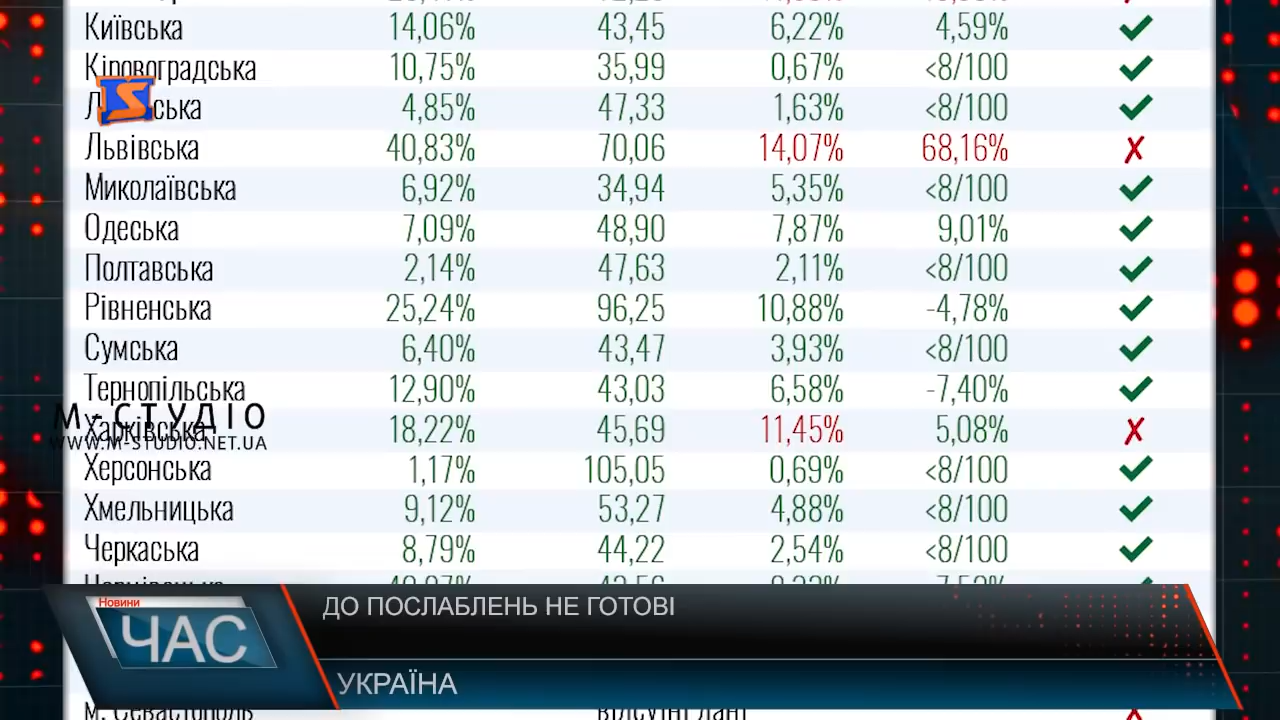 Київська 14,06% 43,45 6,22% 4,59% ✔
Кіровоградська 10,75% 35,99 0,67% <8/100 ✔
4,85% 47,33 1,63% <8/100 ✔
Львівська 40,83% 70,06 14,07% 68,16% ✗
Миколаївська 6,92% 34,94 5,35% <8/100 ✔
Одеська 7,09% 48,90 7,87% 9,01% ✔
Полтавська 2,14% 47,63 2,11% <8/100 ✔
Рівненська 25,24% 96,25 10,88% -4,78% ✔
Сумська 6,40% 43,47 3,93% <8/100 ✔
Тернопільська 12,90% 43,03 6,58% -7,40% ✔
М-СТУДІО
Харківська 18,22% 45,69 11,45% 5,08% ✗
WWW.M-STUDIO.NET.UA
Херсонська 1,17% 105,05 0,69% <8/100 ✔
Хмельницька 9,12% 53,27 4,88% <8/100 ✔
Черкаська 8,79% 44,22 2,54% <8/100 ✔
Новини
ЧАС
ДО ПОСЛАБЛЕНЬ НЕ ГОТОВІ
УКРАЇНА
м. Севастополь відсутні дані ✗